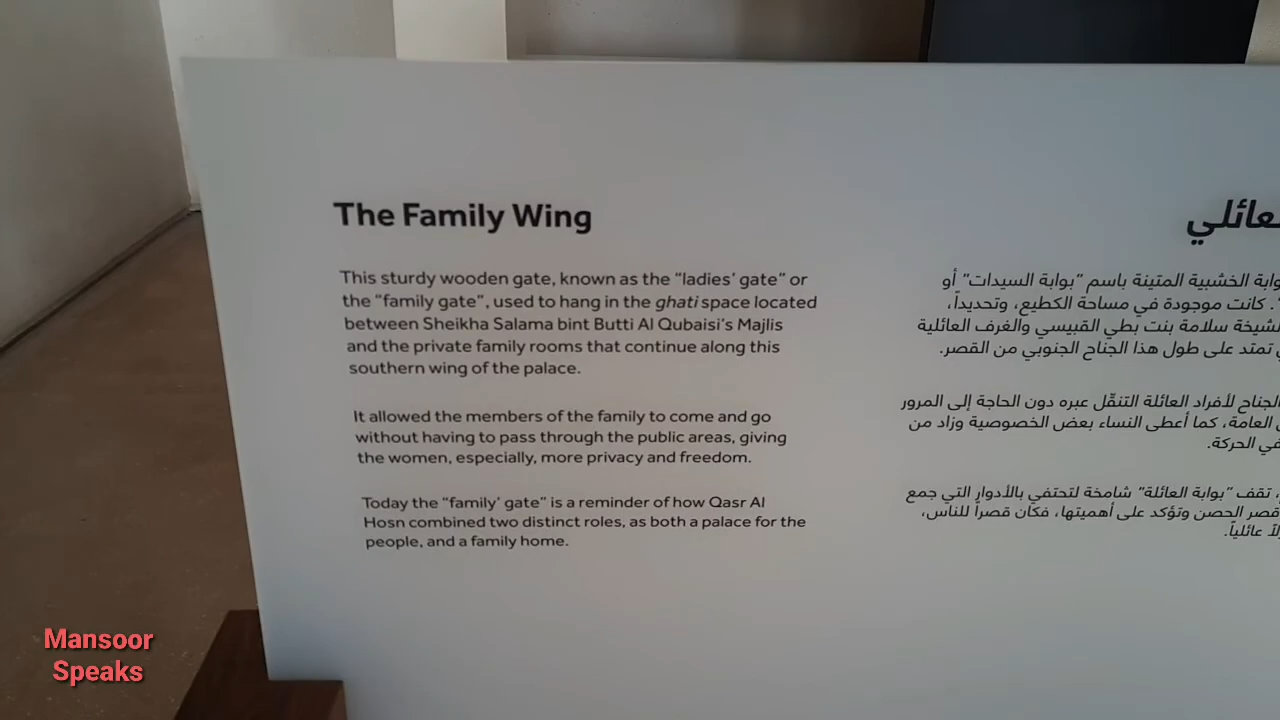 The Family Wing
This sturdy wooden gate, known as the “ladies’ gate” or
the “family gate”, used to hang in the ghati space located
between Sheikha Salama bint Butti Al Qubaisi’s Majlis
and the private family rooms that continue along this
southern wing of the palace.
It allowed the members of the family to come and go
without having to pass through the public areas, giving
the women, especially, more privacy and freedom.
Today the “family’ gate” is a reminder of how Qasr Al
Hosn combined two distinct roles, as both a palace for the
people, and a family home.
الخشبية المتينة باسم “بوابة السيدات” أو
كانت موجودة في مساحة الكطيع، وتحديداً،
سلامة بنت بطي القبيسي والغرف العائلية
تمتد على طول هذا الجناح الجنوبي من القصر.
الجناح لأفراد العائلة التنقّل عبره دون الحاجة إلى المرور
العامة، كما أعطى النساء بعض الخصوصية وزاد من
في الحركة.
تقف “بوابة العائلة” شامخة لتحتفي بالأدوار التي جمع
قصر الحصن وتؤكد على أهميتها، فكان قصراً للناس،
عائلياً.
Mansoor
Speaks